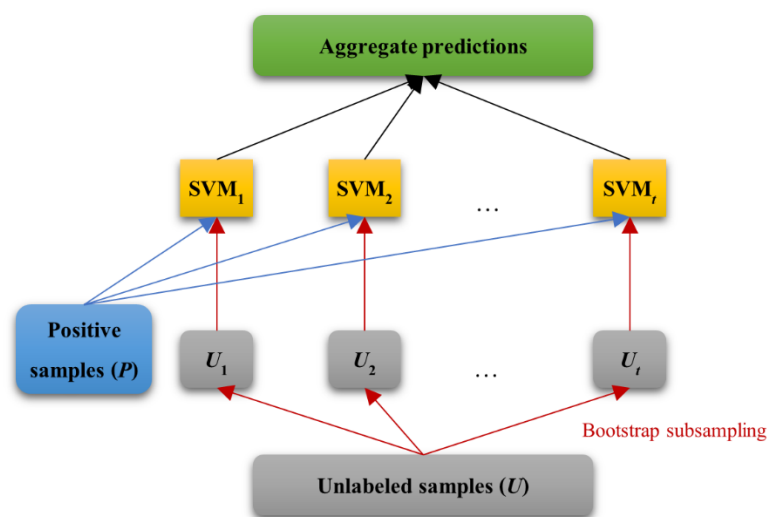 Aggregate predictions
SVM1
SVM2
…
SVMt
Positive
samples (P)
U1
U2
…
Ut
Bootstrap subsampling
Unlabeled samples (U)